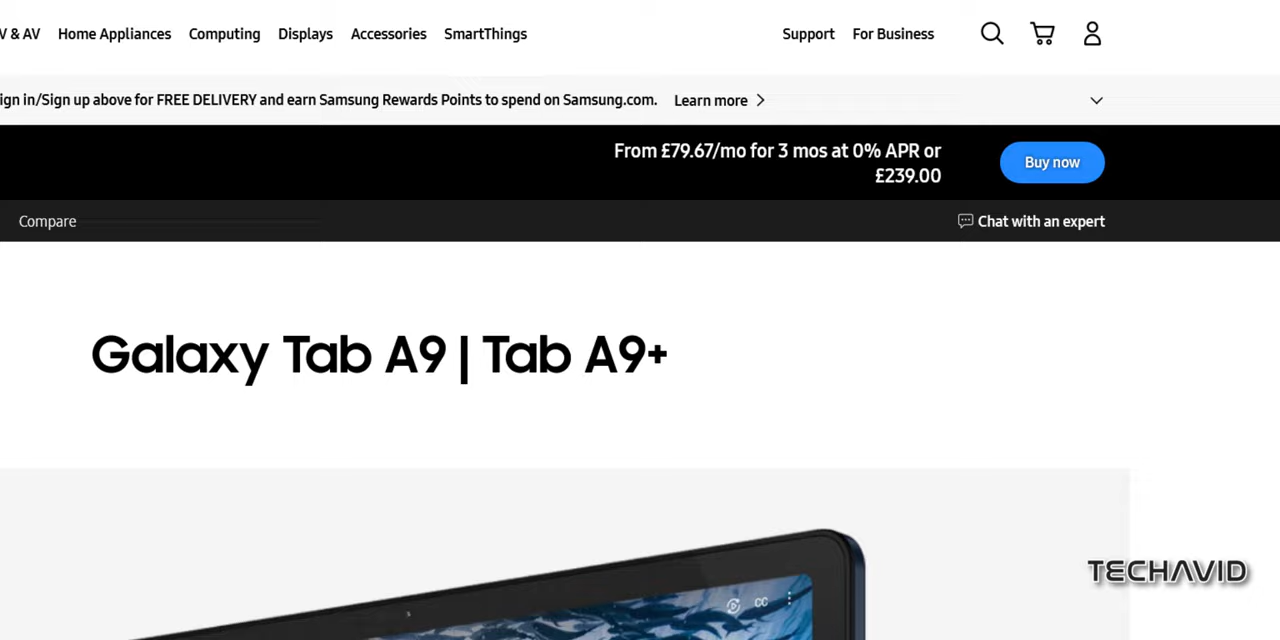 V & AV Home Appliances Computing Displays Accessories SmartThings Support For Business
ign in/Sign up above for FREE DELIVERY and earn Samsung Rewards Points to spend on Samsung.com. Learn more
From £79.67/mo for 3 mos at 0% APR or
£239.00
Buy now
Compare
Chat with an expert
Galaxy Tab A9 | Tab A9+
CC
TECHAVID